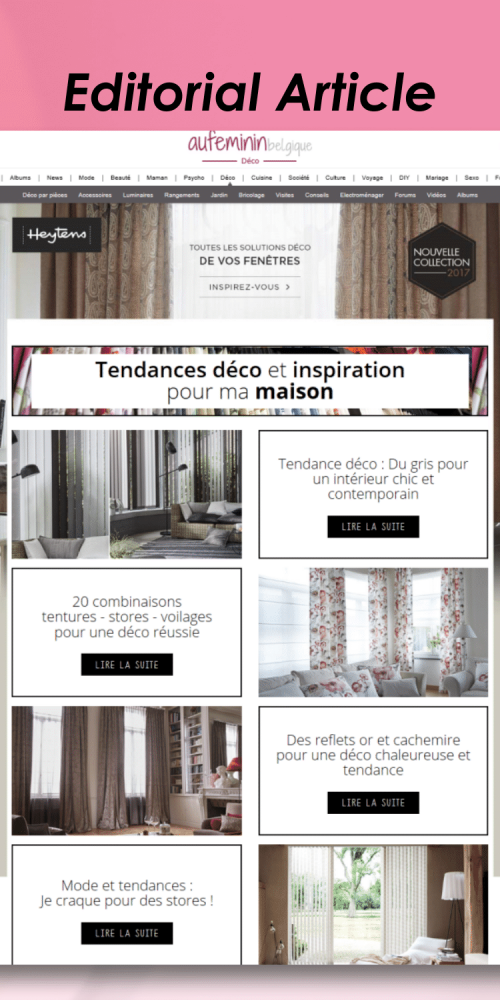 Editorial Article
aufemininbelgique
Déco
Albums | News | Mode | Beauté | Maman | Psycho | Déco | Cuisine | Société | Culture | Voyage | DIY | Mariage | Sexo | F
Déco par pièces Accessoires Luminaires Rangements Jardin Bricolage Visites Conseils Electroménager Forums Vidéos Albums
Heytens
TOUTES LES SOLUTIONS DÉCO
DE VOS FENÊTRES
INSPIREZ-VOUS >
NOUVELLE
COLLECTION
2017
Tendances déco et inspiration
pour ma maison
Tendance déco : Du gris pour
un intérieur chic et
contemporain
LIRE LA SUITE
20 combinaisons
tentures - stores - voilages
pour une déco réussie
LIRE LA SUITE
Des reflets or et cachemire
pour une déco chaleureuse et
tendance
LIRE LA SUITE
Mode et tendances :
Je craque pour des stores !
LIRE LA SUITE